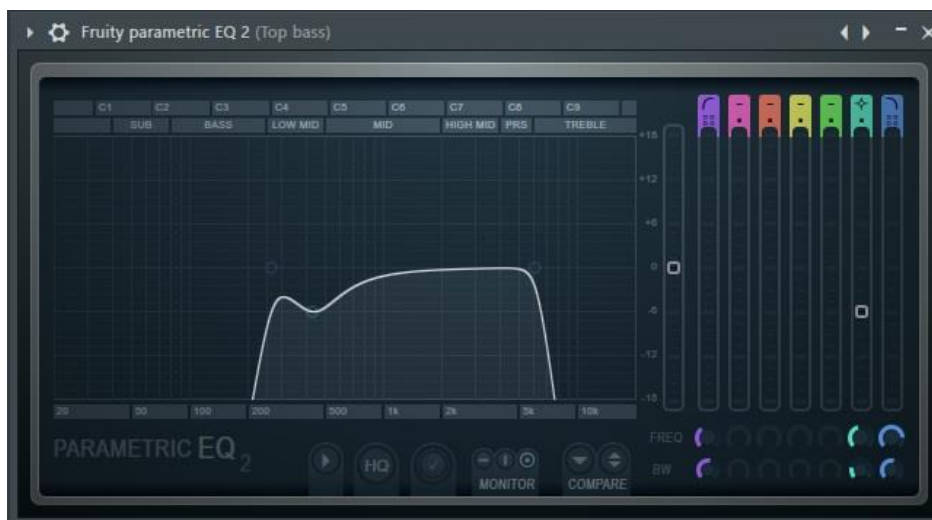 Fruity parametric EQ 2 (Top bass)
C1 C2 C3 C4 C5 C6 C7 C8 C9
SUB BASS LOW MID MID HIGH MID PRS TREBLE
+18
+12
+6
0
-6
-12
-18
20 50 100 200 500 1k 2k 5k 10k
FREQ
PARAMETRIC EQ 2
HQ
BW
MONITOR COMPARE